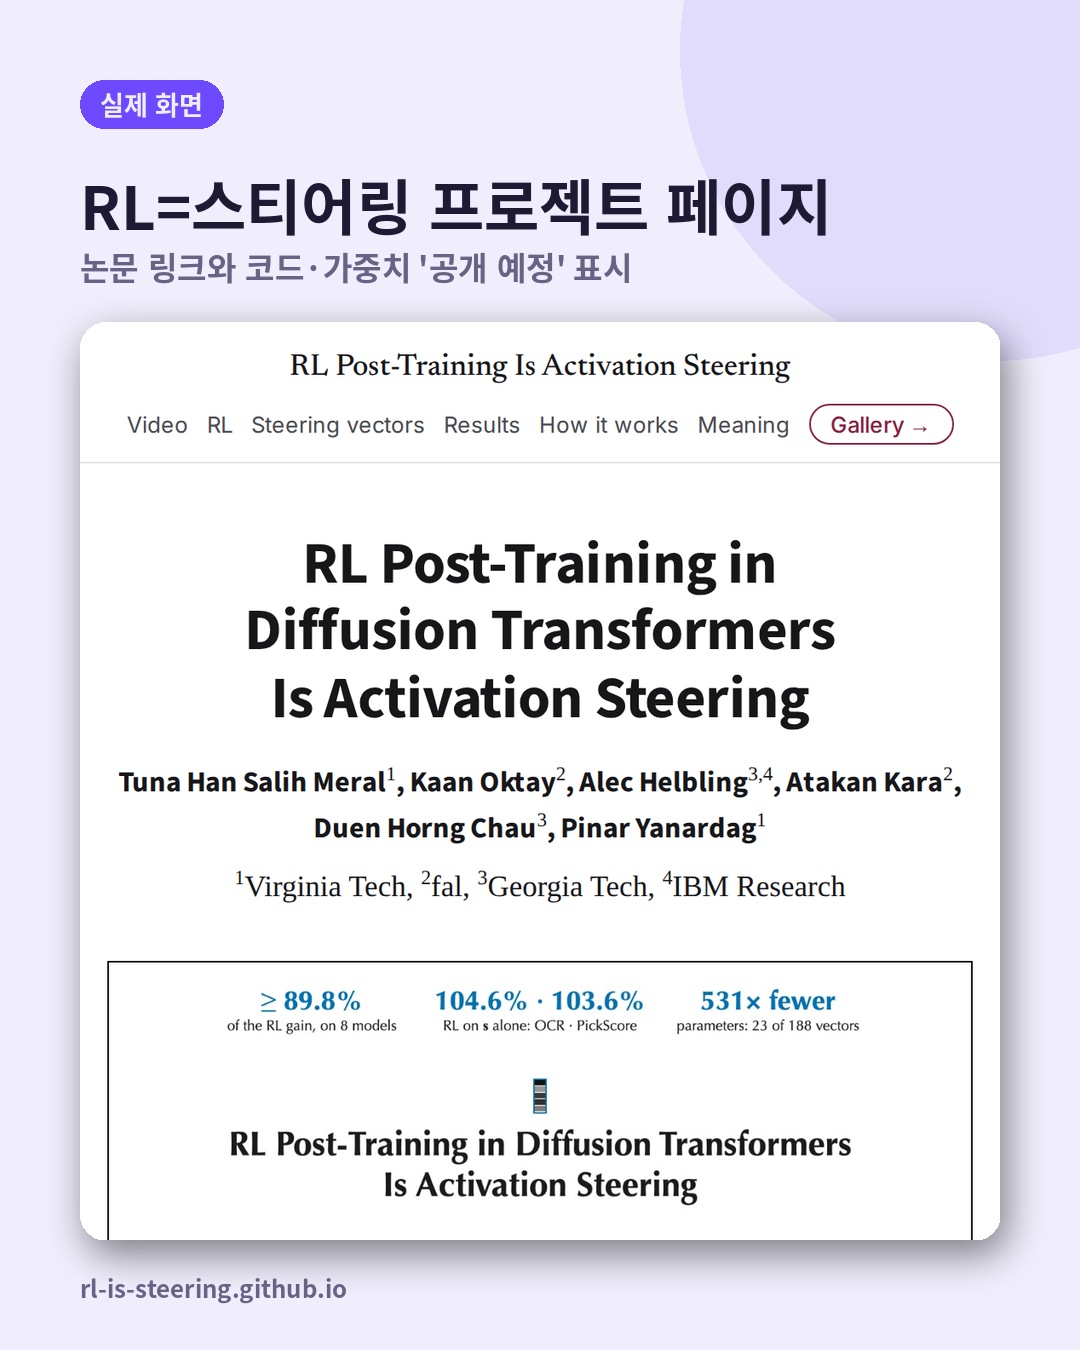 실제 화면
RL=스티어링 프로젝트 페이지
논문 링크와 코드·가중치 '공개 예정' 표시
RL Post-Training Is Activation Steering
Video RL Steering vectors Results How it works Meaning Gallery →
RL Post-Training in
Diffusion Transformers
Is Activation Steering
Tuna Han Salih Meral1, Kaan Oktay2, Alec Helbling3,4, Atakan Kara2,
Duen Horng Chau3, Pinar Yanardag1
1Virginia Tech, 2fal, 3Georgia Tech, 4IBM Research
≥ 89.8% 104.6% · 103.6% 531× fewer
of the RL gain, on 8 models RL on s alone: OCR · PickScore parameters: 23 of 188 vectors
RL Post-Training in Diffusion Transformers
Is Activation Steering
rl-is-steering.github.io